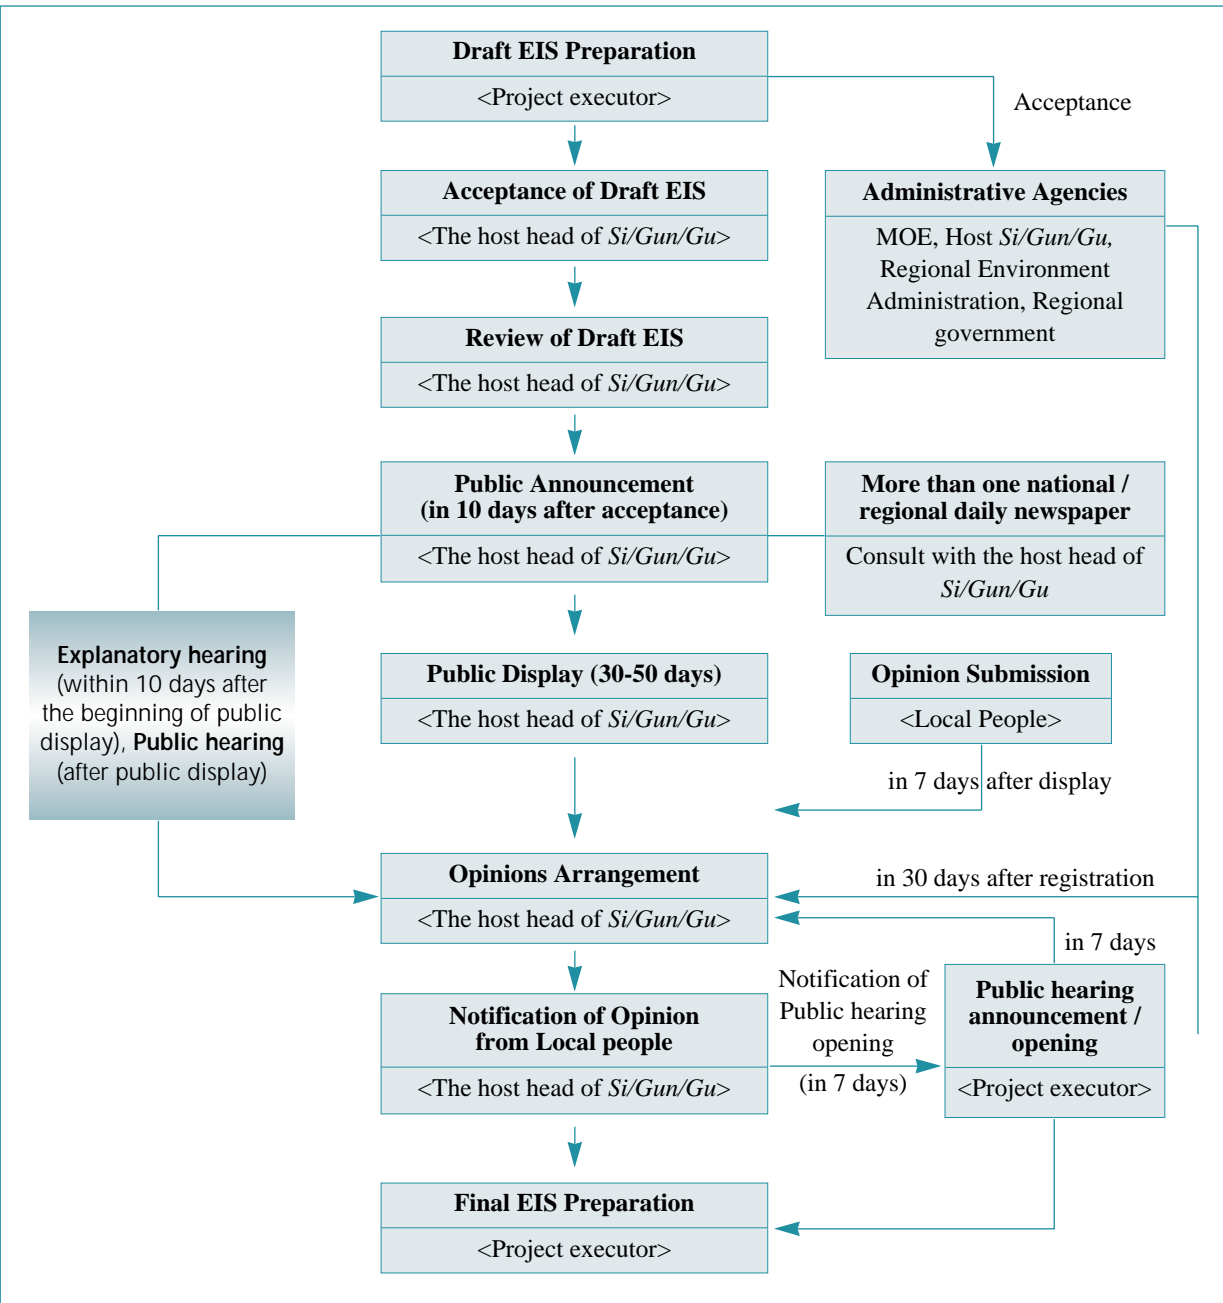 Draft EIS Preparation
<Project executor>
Acceptance
Acceptance of Draft EIS
<The host head of Si/Gun/Gu>
Administrative Agencies
MOE, Host Si/Gun/Gu,
Regional Environment
Administration, Regional
government
Review of Draft EIS
<The host head of Si/Gun/Gu>
Public Announcement
(in 10 days after acceptance)
<The host head of Si/Gun/Gu>
More than one national /
regional daily newspaper
Consult with the host head of
Si/Gun/Gu
Explanatory hearing
(within 10 days after
the beginning of public
display), Public hearing
(after public display)
Public Display (30-50 days)
<The host head of Si/Gun/Gu>
Opinion Submission
<Local People>
in 7 days after display
Opinions Arrangement
<The host head of Si/Gun/Gu>
in 30 days after registration
in 7 days
Notification of Opinion
from Local people
<The host head of Si/Gun/Gu>
Notification of
Public hearing
opening
(in 7 days)
Public hearing
announcement /
opening
<Project executor>
Final EIS Preparation
<Project executor>